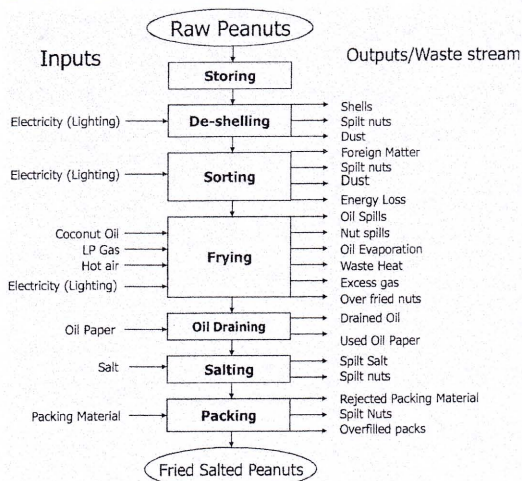 Raw Peanuts
Inputs
Outputs/Waste stream
Storing
Electricity (Lighting)
De-shelling
Shells
Spilt nuts
Dust
Electricity (Lighting)
Sorting
Foreign Matter
Spilt nuts
Dust
Energy Loss
Coconut Oil
LP Gas
Hot air
Electricity (Lighting)
Frying
Oil Spills
Nut spills
Oil Evaporation
Waste Heat
Excess gas
Over fried nuts
Oil Paper
Oil Draining
Drained Oil
Used Oil Paper
Salt
Salting
Spilt Salt
Spilt nuts
Packing Material
Packing
Rejected Packing Material
Spilt Nuts
Overfilled packs
Fried Salted Peanuts